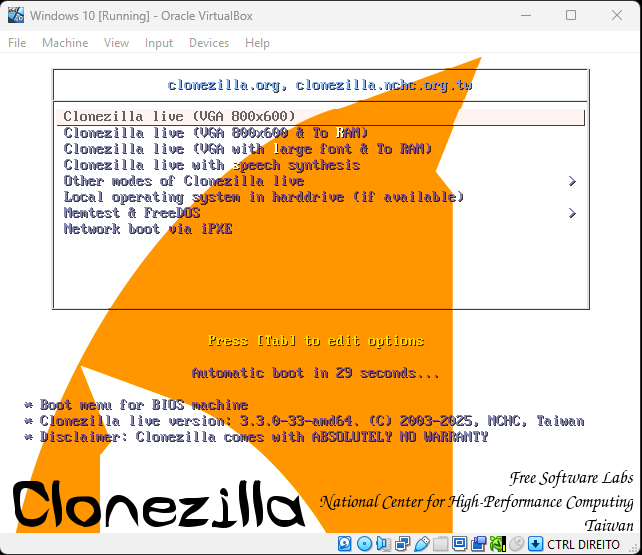 Windows 10 [Running] - Oracle VirtualBox
File Machine View Input Devices Help
clonezilla.org, clonezilla.nchc.org.tw
Clonezilla live (VGA 800x600)
Clonezilla live (VGA 800x600 & To RAM)
Clonezilla live (VGA with large font & To RAM)
Clonezilla live with speech synthesis
Other modes of Clonezilla live >
Local operating system in harddrive (if available)
Memtest & FreeDOS >
Network boot via iPXE
Press [Tab] to edit options
Automatic boot in 29 seconds...
* Boot menu for BIOS machine
* Clonezilla live version: 3.3.0-33-amd64. (C) 2003-2025, NCHC, Taiwan
* Disclaimer: Clonezilla comes with ABSOLUTELY NO WARRANTY
Free Software Labs
Clonezilla
National Center for High-Performance Computing
Taiwan
CTRL DIREITO